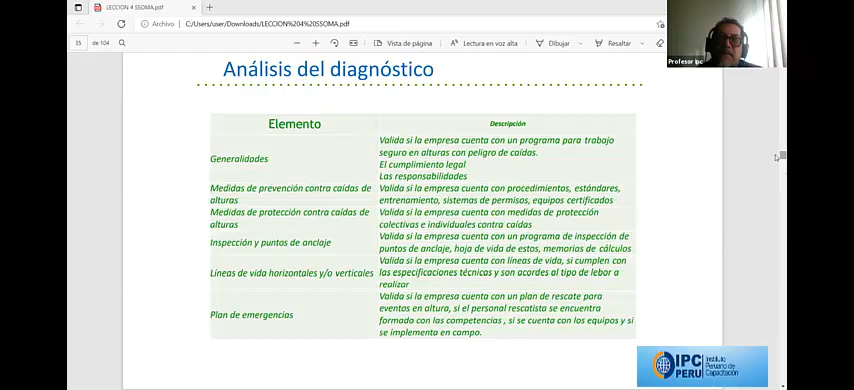 LECCION 4 SSOMA.pdf
Archivo
C:/Users/user/Downloads/LECCION%204%20SSOMA.pdf
35
de 104
Vista de página
Lectura en voz alta
Dibujar
Resaltar
Profesor Ipc
Análisis del diagnóstico
Elemento
Descripción
Generalidades
Valida si la empresa cuenta con un programa para trabajo
seguro en alturas con peligro de caídas.
El cumplimiento legal
Las responsabilidades
Medidas de prevención contra caídas de
alturas
Valida si la empresa cuenta con procedimientos, estándares,
entrenamiento, sistemas de permisos, equipos certificados
Medidas de protección contra caídas de
alturas
Valida si la empresa cuenta con medidas de protección
colectivas e individuales contra caídas
Inspección y puntos de anclaje
Valida si la empresa cuenta con un programa de inspección de
puntos de anclaje, hoja de vida de estos, memorias de cálculos
Líneas de vida horizontales y/o verticales
Valida si la empresa cuenta con líneas de vida, si cumplen con
las especificaciones técnicas y son acordes al tipo de lebor a
realizar
Plan de emergencias
Valida si la empresa cuenta con un plan de rescate para
eventos en altura, si el personal rescatista se encuentra
formado con las competencias , si se cuenta con los equipos y si
se implementa en campo.
IPC
PERU
Instituto
Peruano de
Capacitación